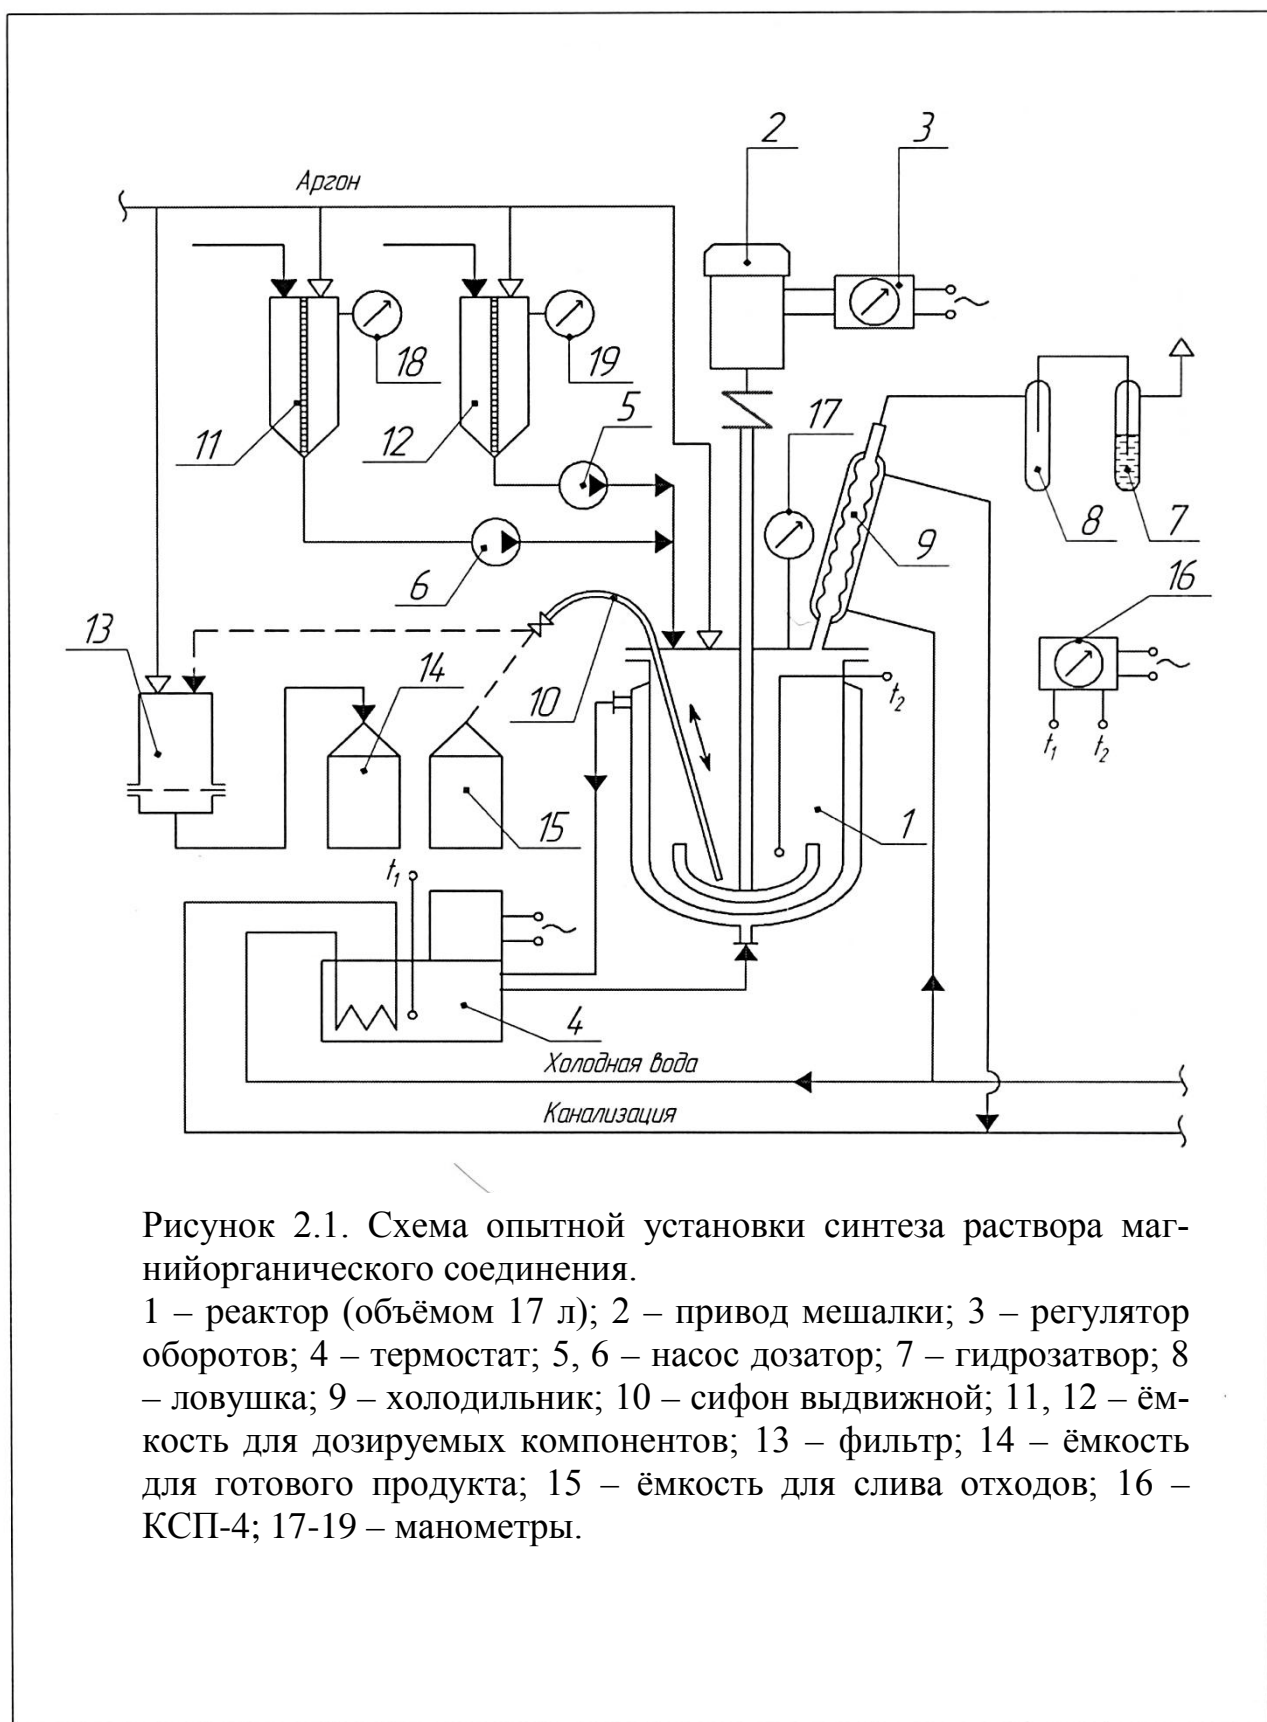 2
3
Аргон
18
19
11
12
5
17
6
9
8
7
16
13
14
10
t₂
t₁
t₂
15
1
t₁
4
Холодная вода
Канализация
Рисунок 2.1. Схема опытной установки синтеза раствора маг-
нийорганического соединения.
1 – реактор (объёмом 17 л); 2 – привод мешалки; 3 – регулятор
оборотов; 4 – термостат; 5, 6 – насос дозатор; 7 – гидрозатвор; 8
– ловушка; 9 – холодильник; 10 – сифон выдвижной; 11, 12 – ём-
кость для дозируемых компонентов; 13 – фильтр; 14 – ёмкость
для готового продукта; 15 – ёмкость для слива отходов; 16 –
КСП-4; 17-19 – манометры.